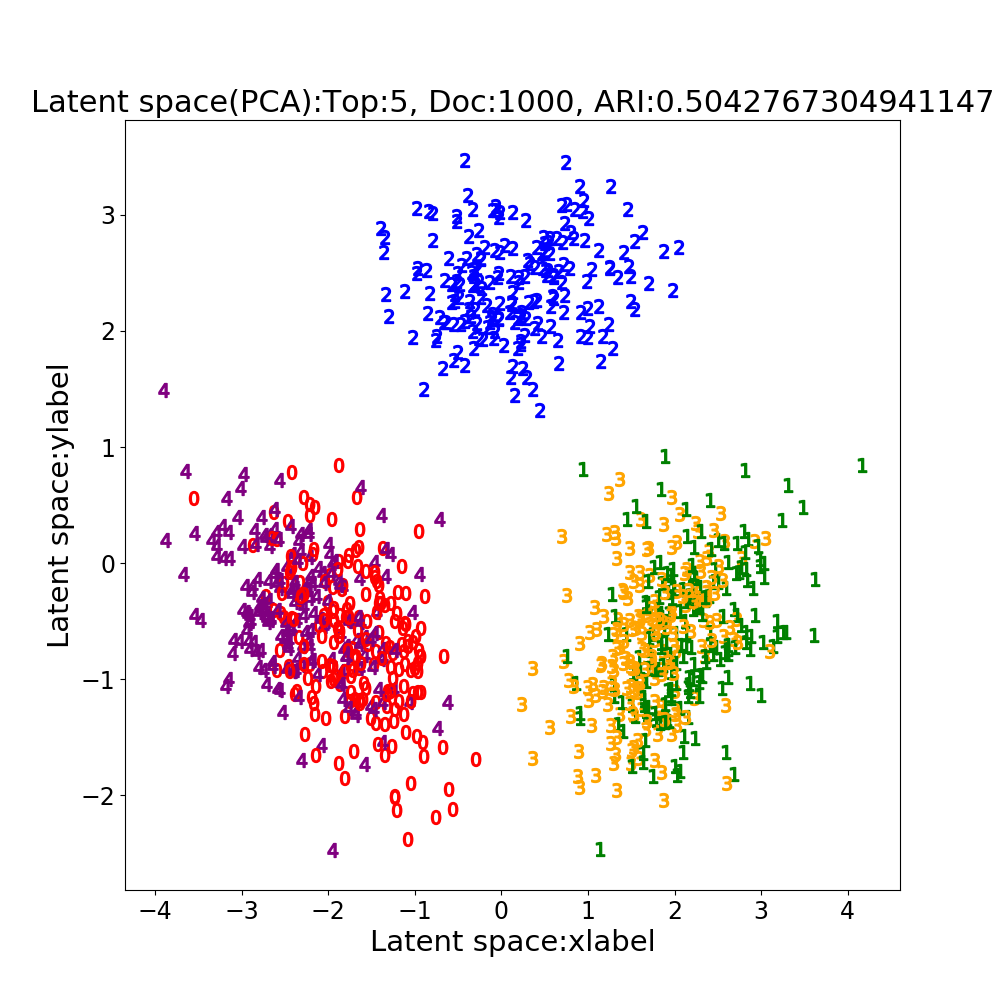 Latent space(PCA):Top:5, Doc:1000, ARI:0.5042767304941147
Latent space:ylabel
3
2
1
0
−1
−2
−4 −3 −2 −1 0 1 2 3 4
Latent space:xlabel